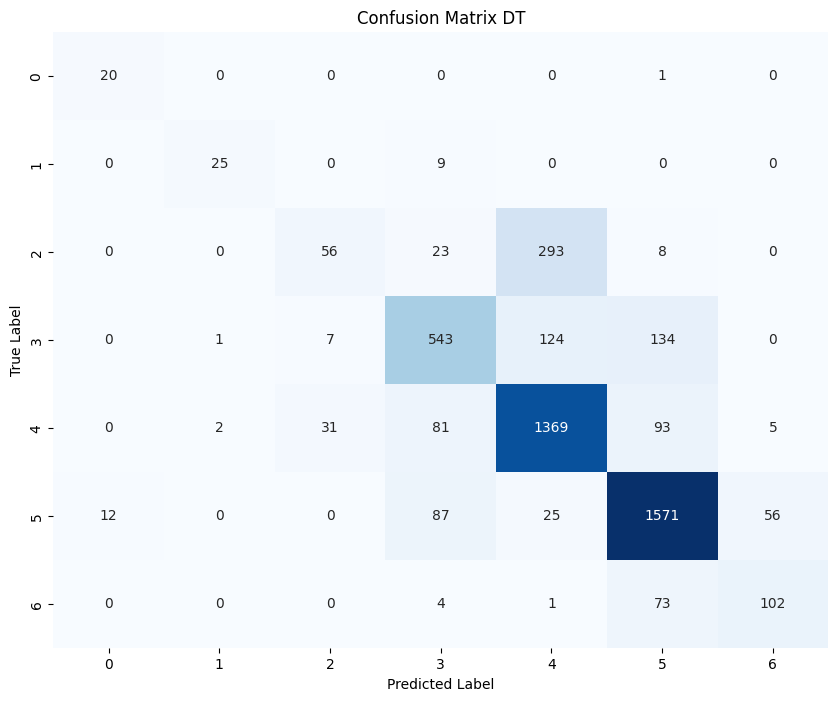 Confusion Matrix DT
True Label
0 20 0 0 0 0 1 0
1 0 25 0 9 0 0 0
2 0 0 56 23 293 8 0
3 0 1 7 543 124 134 0
4 0 2 31 81 1369 93 5
5 12 0 0 87 25 1571 56
6 0 0 0 4 1 73 102
0 1 2 3 4 5 6
Predicted Label